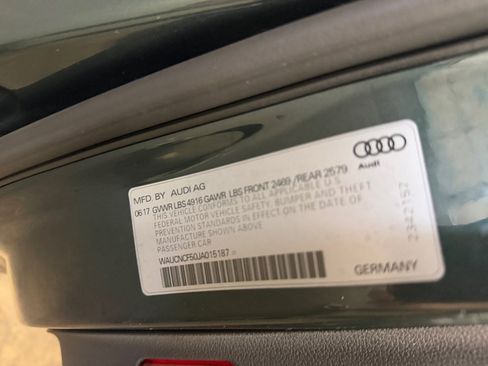 MFD. BY AUDI AG
0617 GVWR LBS 4916 GAWR LBS FRONT 2469 / REAR 2579
THIS VEHICLE CONFORMS TO ALL APPLICABLE U.S.
FEDERAL MOTOR VEHICLE SAFETY, BUMPER AND THEFT
PREVENTION STANDARDS IN EFFECT ON THE DATE OF
MANUFACTURE SHOWN ABOVE
PASSENGER CAR
WAUCNCF50JA015187
Audi
GERMANY